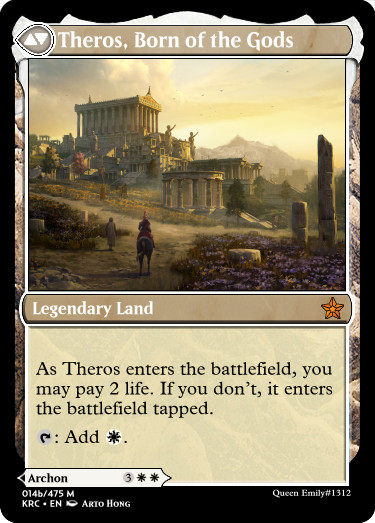 Theros, Born of the Gods
Legendary Land
As Theros enters the battlefield, you
may pay 2 life. If you don't, it enters
the battlefield tapped.
: Add .
Archon 3
014b/475 M
KRC • EN Arto Hong
Queen Emily#1312